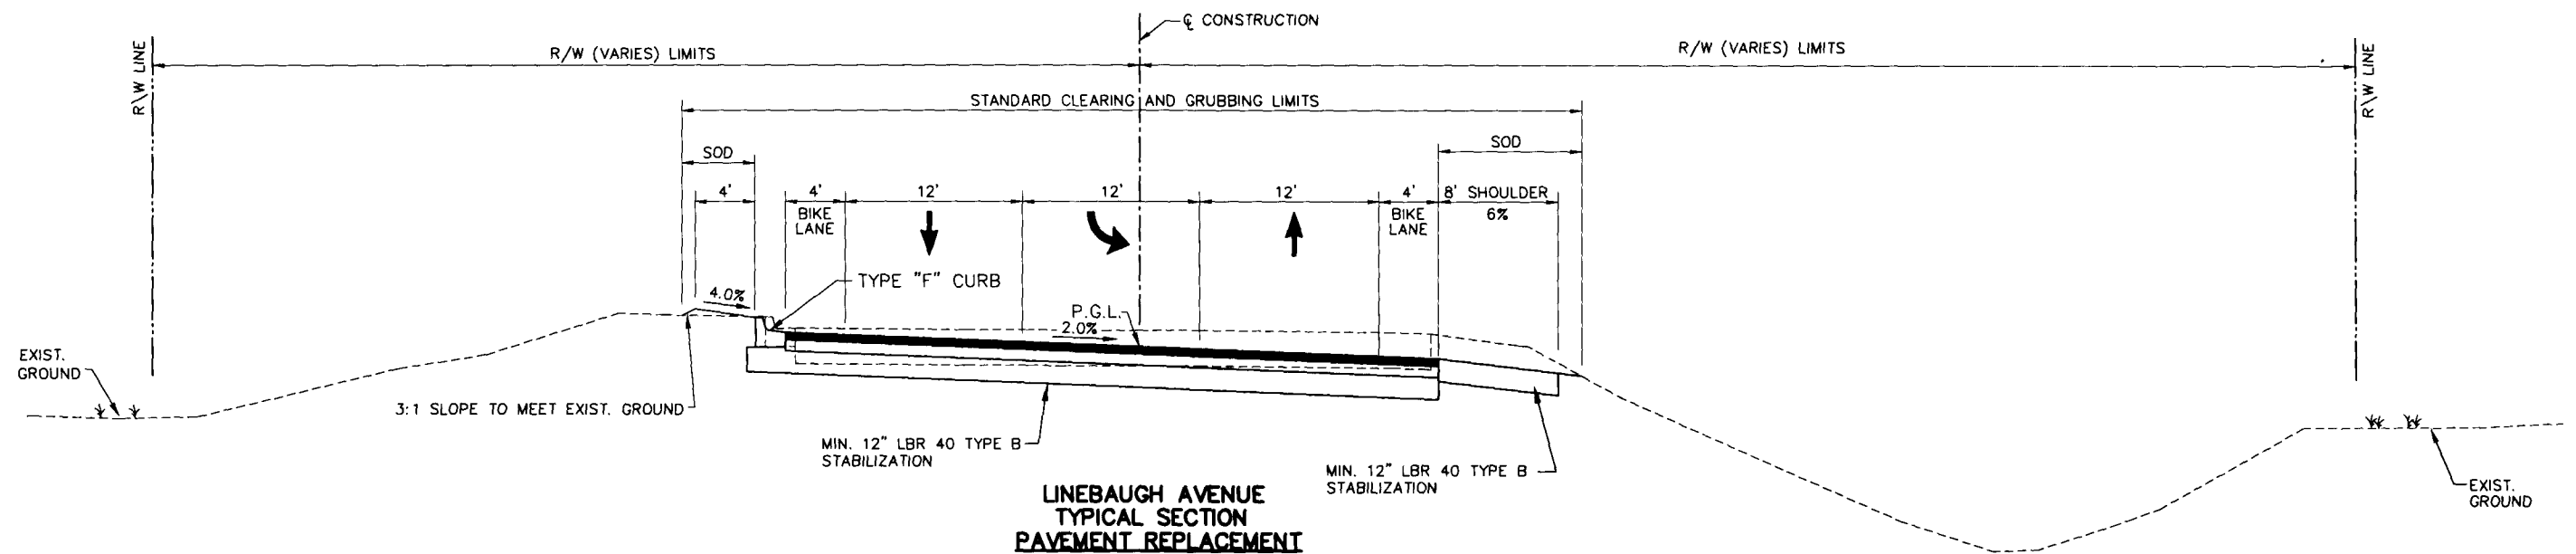 ℄ CONSTRUCTION
R/W (VARIES) LIMITS
R/W (VARIES) LIMITS
R\W LINE
R\W LINE
STANDARD CLEARING AND GRUBBING LIMITS
SOD
SOD
4'
4'
BIKE
LANE
12'
12'
12'
4'
BIKE
LANE
8' SHOULDER
6%
TYPE "F" CURB
4.0%
P.G.L.
2.0%
EXIST.
GROUND
3:1 SLOPE TO MEET EXIST. GROUND
MIN. 12" LBR 40 TYPE B
STABILIZATION
MIN. 12" LBR 40 TYPE B
STABILIZATION
EXIST.
GROUND
LINEBAUGH AVENUE
TYPICAL SECTION
PAVEMENT REPLACEMENT